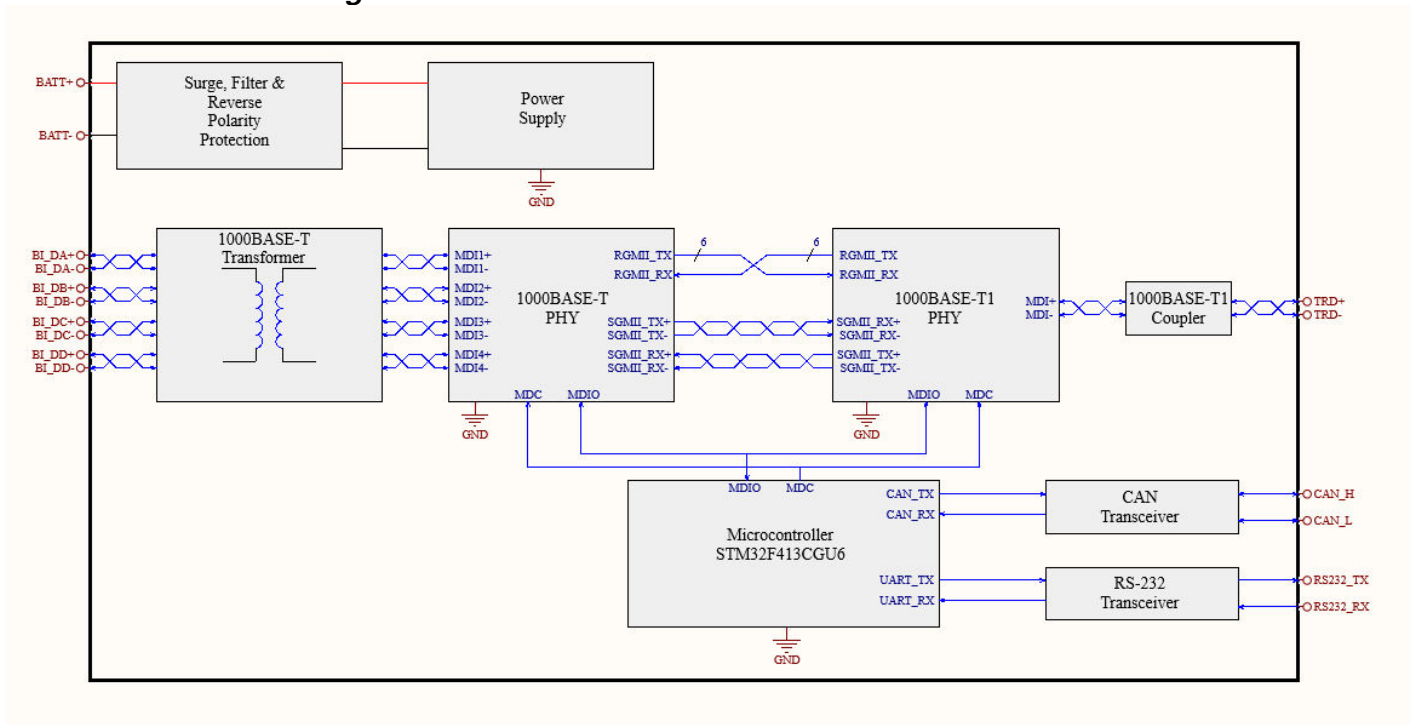 BATT+
BATT-
Surge, Filter &
Reverse
Polarity
Protection
Power
Supply
GND
BI_DA+
BI_DA-
BI_DB+
BI_DB-
BI_DC+
BI_DC-
BI_DD+
BI_DD-
1000BASE-T
Transformer
MDI1+
MDI1-
MDI2+
MDI2-
MDI3+
MDI3-
MDI4+
MDI4-
1000BASE-T
PHY
RGMII_TX
RGMII_RX
SGMII_TX+
SGMII_TX-
SGMII_RX+
SGMII_RX-
MDC MDIO
GND
6
6
RGMII_TX
RGMII_RX
SGMII_RX+
SGMII_RX-
SGMII_TX+
SGMII_TX-
1000BASE-T1
PHY
MDI+
MDI-
MDIO MDC
GND
1000BASE-T1
Coupler
TRD+
TRD-
MDIO MDC
Microcontroller
STM32F413CGU6
CAN_TX
CAN_RX
UART_TX
UART_RX
GND
CAN
Transceiver
CAN_H
CAN_L
RS-232
Transceiver
RS232_TX
RS232_RX